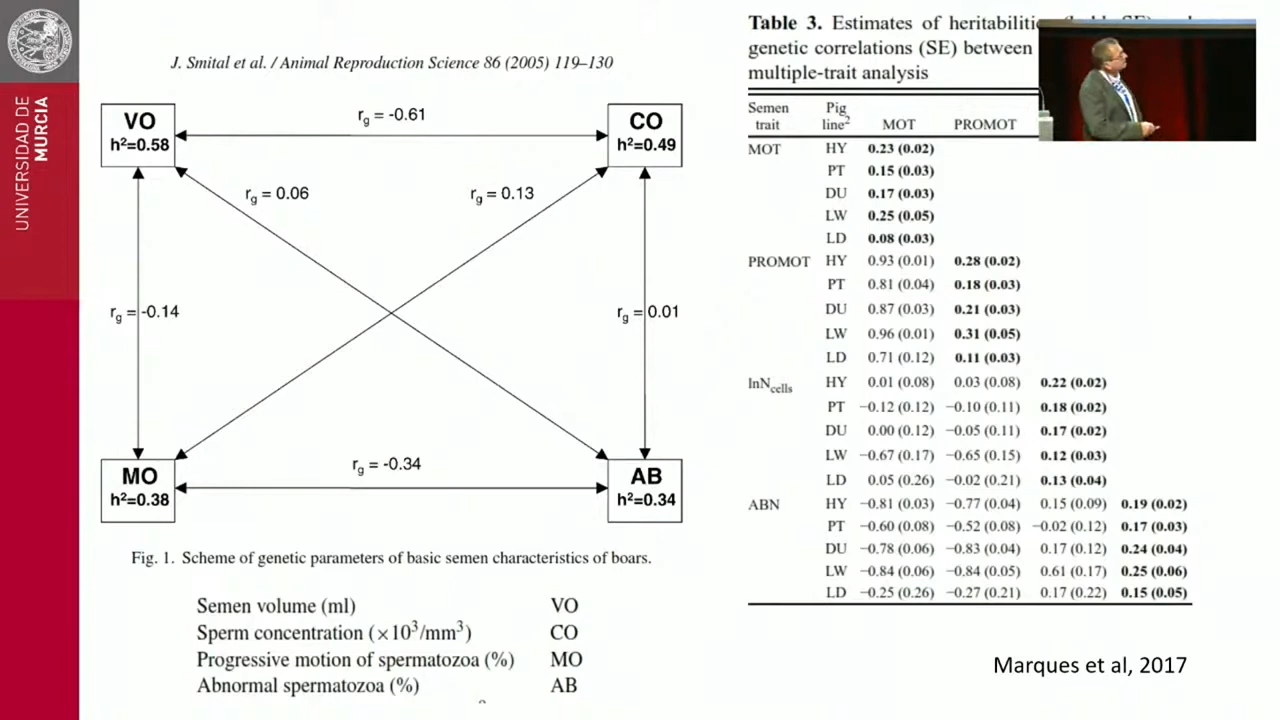 UNIVERSIDAD DE
MURCIA
J. Smital et al. / Animal Reproduction Science 86 (2005) 119–130
VO
h²=0.58
rg = -0.61
CO
h²=0.49
rg = 0.06
rg = 0.13
rg = -0.14
rg = 0.01
MO
h²=0.38
rg = -0.34
AB
h²=0.34
Fig. 1. Scheme of genetic parameters of basic semen characteristics of boars.
Semen volume (ml) VO
Sperm concentration (×10³/mm³) CO
Progressive motion of spermatozoa (%) MO
Abnormal spermatozoa (%) AB
Table 3. Estimates of
genetic correlations (SE) between
multiple-trait analysis
Semen Pig
trait line² MOT PROMOT
MOT HY 0.23 (0.02)
PT 0.15 (0.03)
DU 0.17 (0.03)
LW 0.25 (0.05)
LD 0.08 (0.03)
PROMOT HY 0.93 (0.01) 0.28 (0.02)
PT 0.81 (0.04) 0.18 (0.03)
DU 0.87 (0.03) 0.21 (0.03)
LW 0.96 (0.01) 0.31 (0.05)
LD 0.71 (0.12) 0.11 (0.03)
lnNcells HY 0.01 (0.08) 0.03 (0.08) 0.22 (0.02)
PT −0.12 (0.12) −0.10 (0.11) 0.18 (0.02)
DU 0.00 (0.12) −0.05 (0.11) 0.17 (0.02)
LW −0.67 (0.17) −0.65 (0.15) 0.12 (0.03)
LD 0.05 (0.26) −0.02 (0.21) 0.13 (0.04)
ABN HY −0.81 (0.03) −0.77 (0.04) 0.15 (0.09) 0.19 (0.02)
PT −0.60 (0.08) −0.52 (0.08) −0.02 (0.12) 0.17 (0.03)
DU −0.78 (0.06) −0.83 (0.04) 0.17 (0.12) 0.24 (0.04)
LW −0.84 (0.06) −0.84 (0.05) 0.61 (0.17) 0.25 (0.06)
LD −0.25 (0.26) −0.27 (0.21) 0.17 (0.22) 0.15 (0.05)
Marques et al, 2017